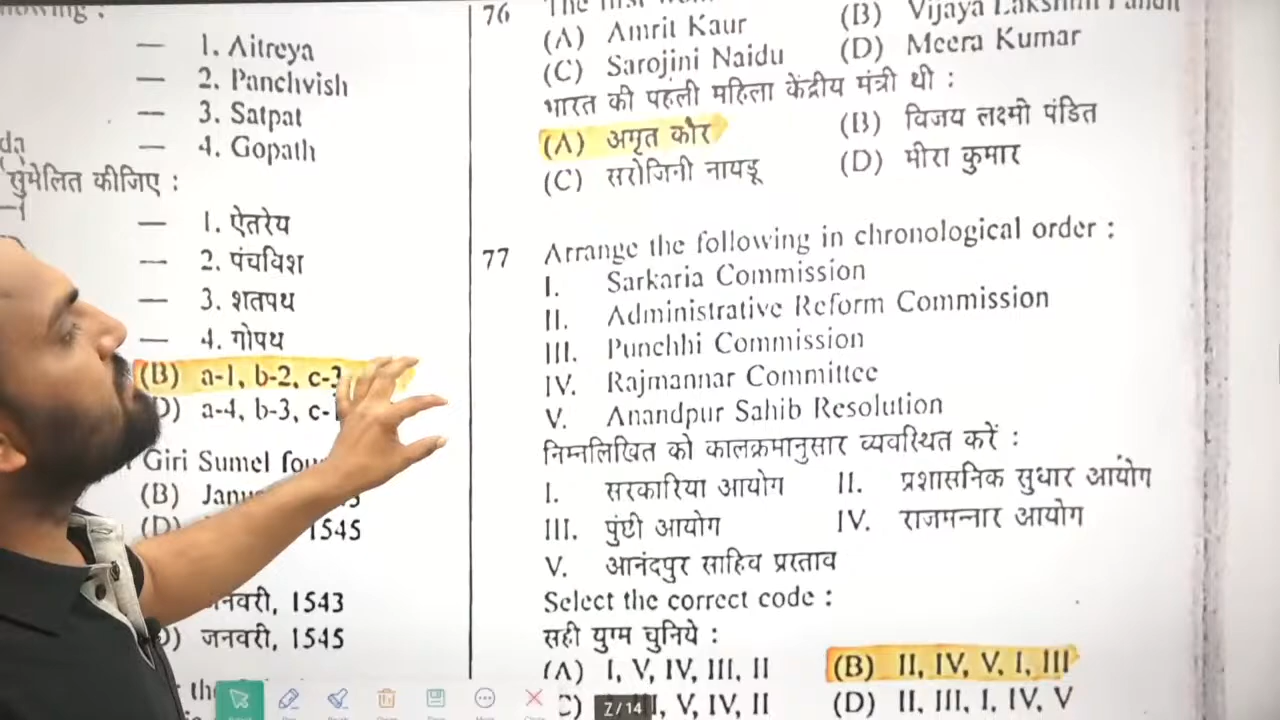 — 1. Aitreya
— 2. Panchvish
— 3. Satpat
— 4. Gopath
सुमेलित कीजिए :
— 1. ऐतरेय
— 2. पंचविश
— 3. शतपथ
— 4. गोपथ
(B) a-1, b-2, c-3
D) a-4, b-3, c-
Giri Sumel
(B)
1545
1543
जनवरी, 1545
76
(A) Amrit Kaur (B) Vijaya Lakshmi Pandit
(C) Sarojini Naidu (D) Meera Kumar
भारत की पहली महिला केंद्रीय मंत्री थी :
(A) अमृत कौर (B) विजय लक्ष्मी पंडित
(C) सरोजिनी नायडू (D) मीरा कुमार
77 Arrange the following in chronological order :
I. Sarkaria Commission
II. Administrative Reform Commission
III. Punchhi Commission
IV. Rajmannar Committee
V. Anandpur Sahib Resolution
निम्नलिखित को कालक्रमानुसार व्यवस्थित करें :
I. सरकारिया आयोग II. प्रशासनिक सुधार आयोग
III. पुंछी आयोग IV. राजमन्नार आयोग
V. आनंदपुर साहिव प्रस्ताव
Select the correct code :
सही युग्म चुनिये :
(A) I, V, IV, III, II (B) II, IV, V, I, III
V, IV, II (D) II, III, I, IV, V
2/14